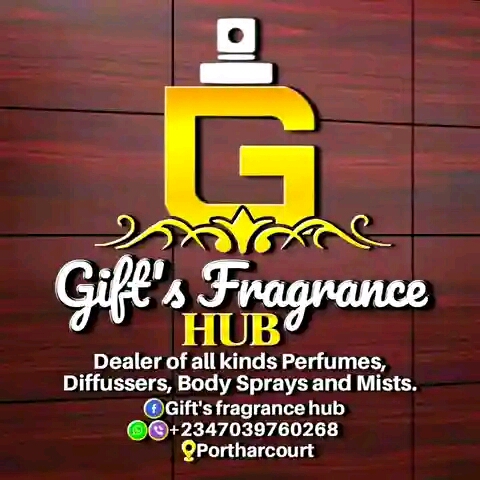 G
Gift's Fragrance
HUB
Dealer of all kinds Perfumes,
Diffussers, Body Sprays and Mists.
Gift's fragrance hub
+2347039760268
Portharcourt